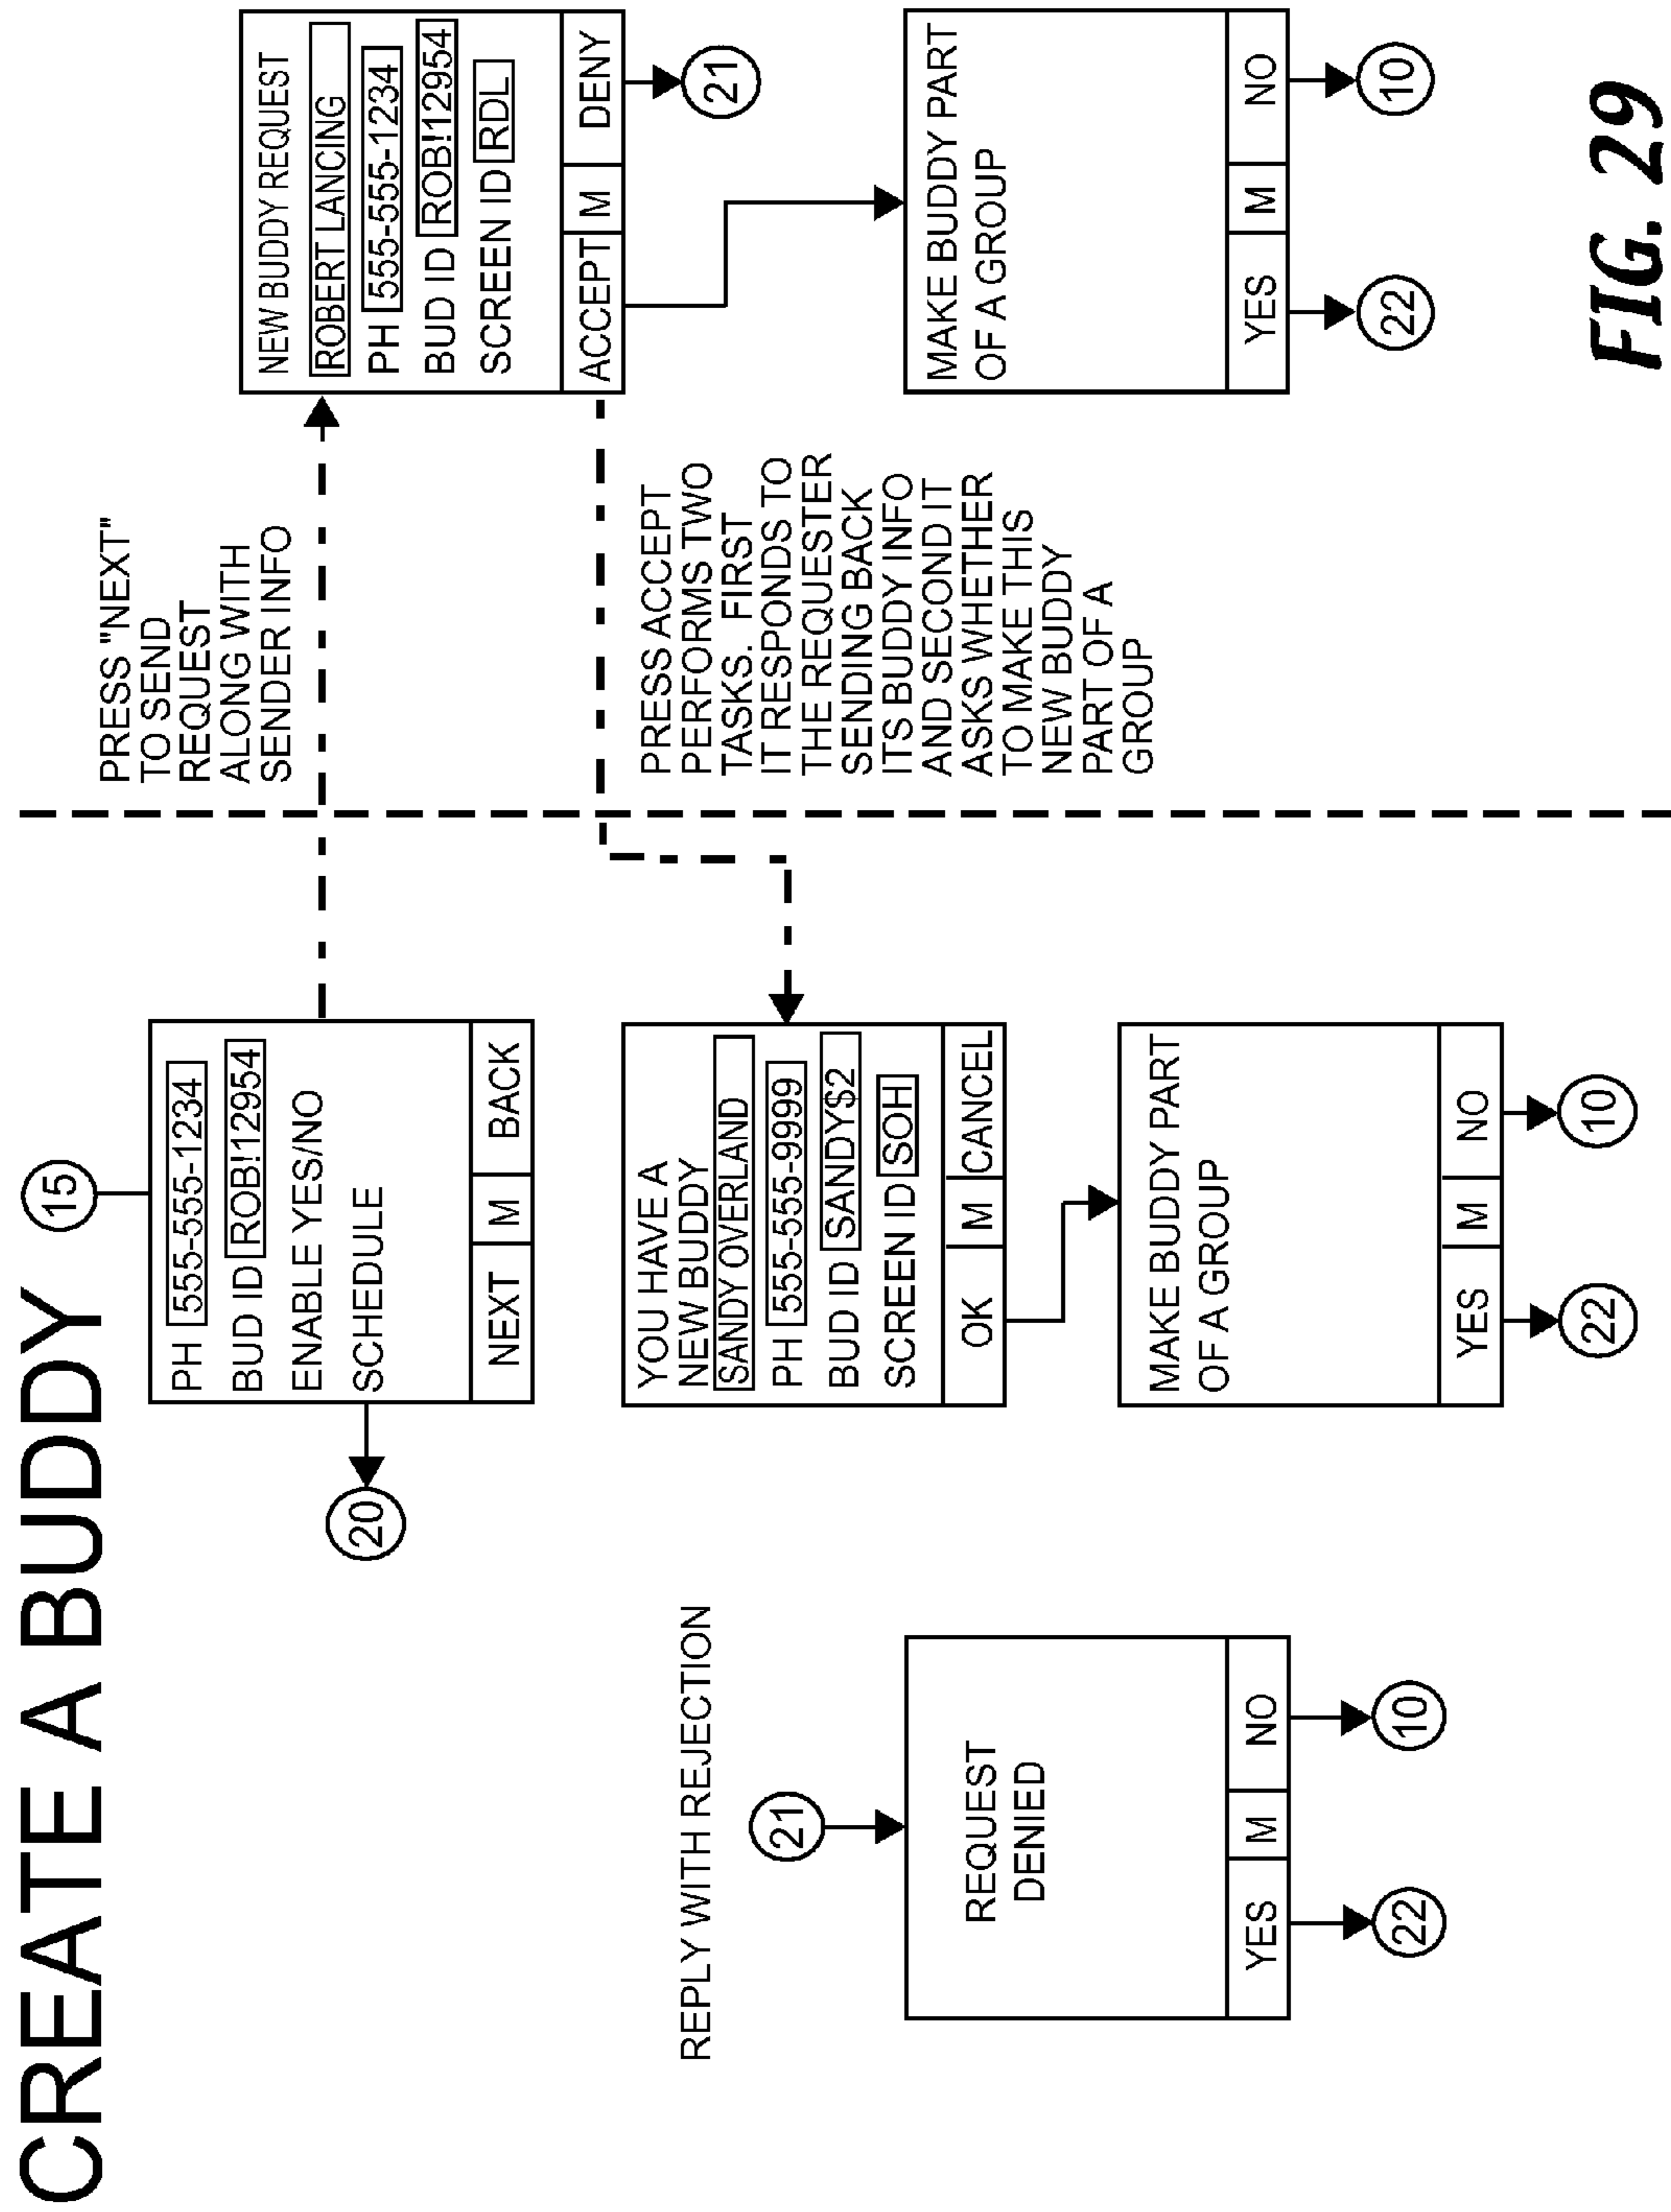 CREATE A BUDDY
15
PH 555-555-1234
BUD ID ROB!12954
ENABLE YES/NO
SCHEDULE
NEXT M BACK
20
PRESS "NEXT"
TO SEND
REQUEST
ALONG WITH
SENDER INFO
NEW BUDDY REQUEST
ROBERT LANCING
PH 555-555-1234
BUD ID ROB!12954
SCREEN ID RDL
ACCEPT M DENY
21
PRESS ACCEPT
PERFORMS TWO
TASKS. FIRST
IT RESPONDS TO
THE REQUESTER
SENDING BACK
ITS BUDDY INFO
AND SECOND IT
ASKS WHETHER
TO MAKE THIS
NEW BUDDY
PART OF A
GROUP
YOU HAVE A
NEW BUDDY
SANDY OVERLAND
PH 555-555-9999
BUD ID SANDYS2
SCREEN ID SOH
OK M CANCEL
MAKE BUDDY PART
OF A GROUP
YES M NO
22 10
MAKE BUDDY PART
OF A GROUP
YES M NO
22 10
REPLY WITH REJECTION
21
REQUEST
DENIED
YES M NO
22 10
FIG. 29